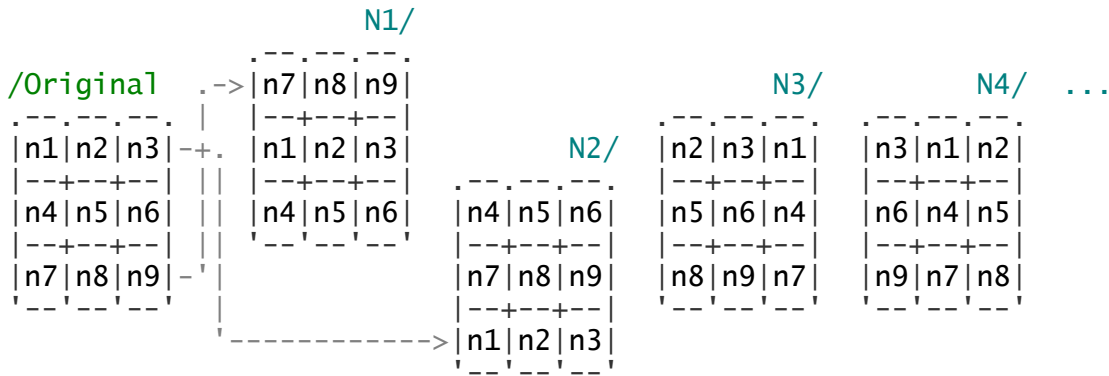 N1/
/Original .->|n7|n8|n9| N3/ N4/ ...
|n1|n2|n3|-+. |n1|n2|n3| N2/ |n2|n3|n1| |n3|n1|n2|
|n4|n5|n6| |n4|n5|n6| |n4|n5|n6| |n5|n6|n4| |n6|n4|n5|
|n7|n8|n9|-' |n7|n8|n9| |n8|n9|n7| |n9|n7|n8|
'------------>|n1|n2|n3|